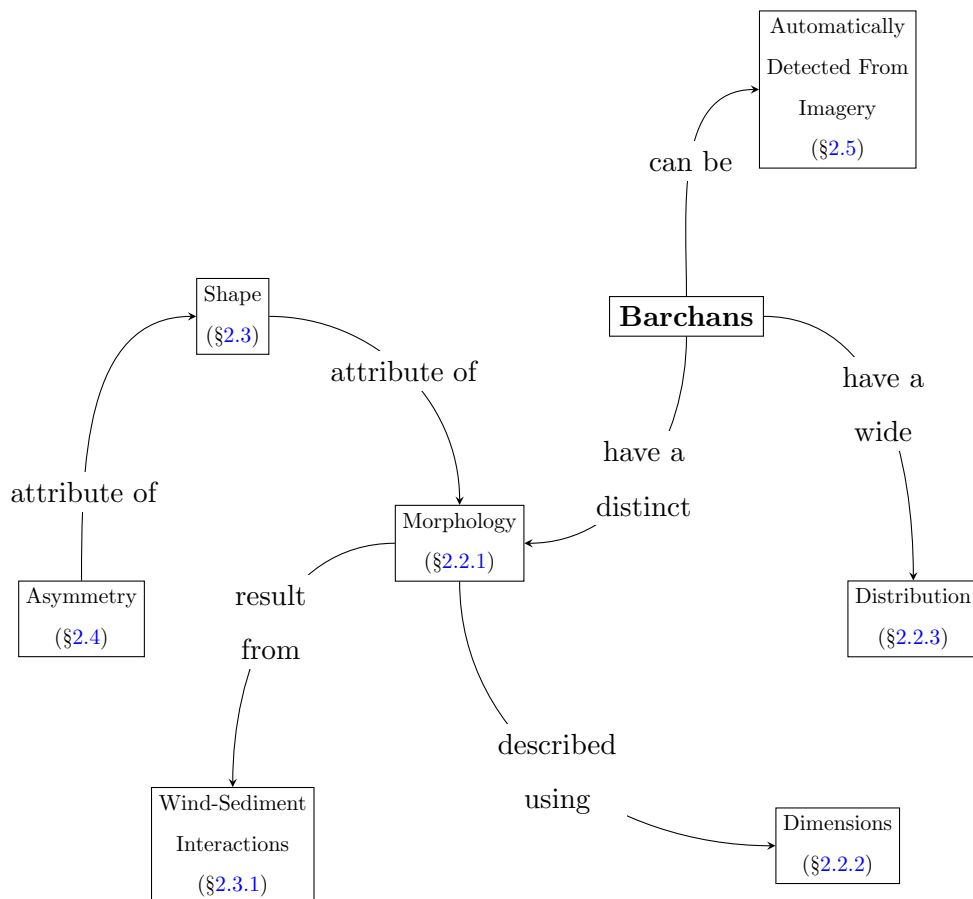 Automatically
Detected From
Imagery
(§2.5)
can be
Shape
(§2.3)
Barchans
attribute of
have a
wide
have a
distinct
attribute of
Morphology
(§2.2.1)
result
from
Asymmetry
(§2.4)
Distribution
(§2.2.3)
described
using
Wind-Sediment
Interactions
(§2.3.1)
Dimensions
(§2.2.2)